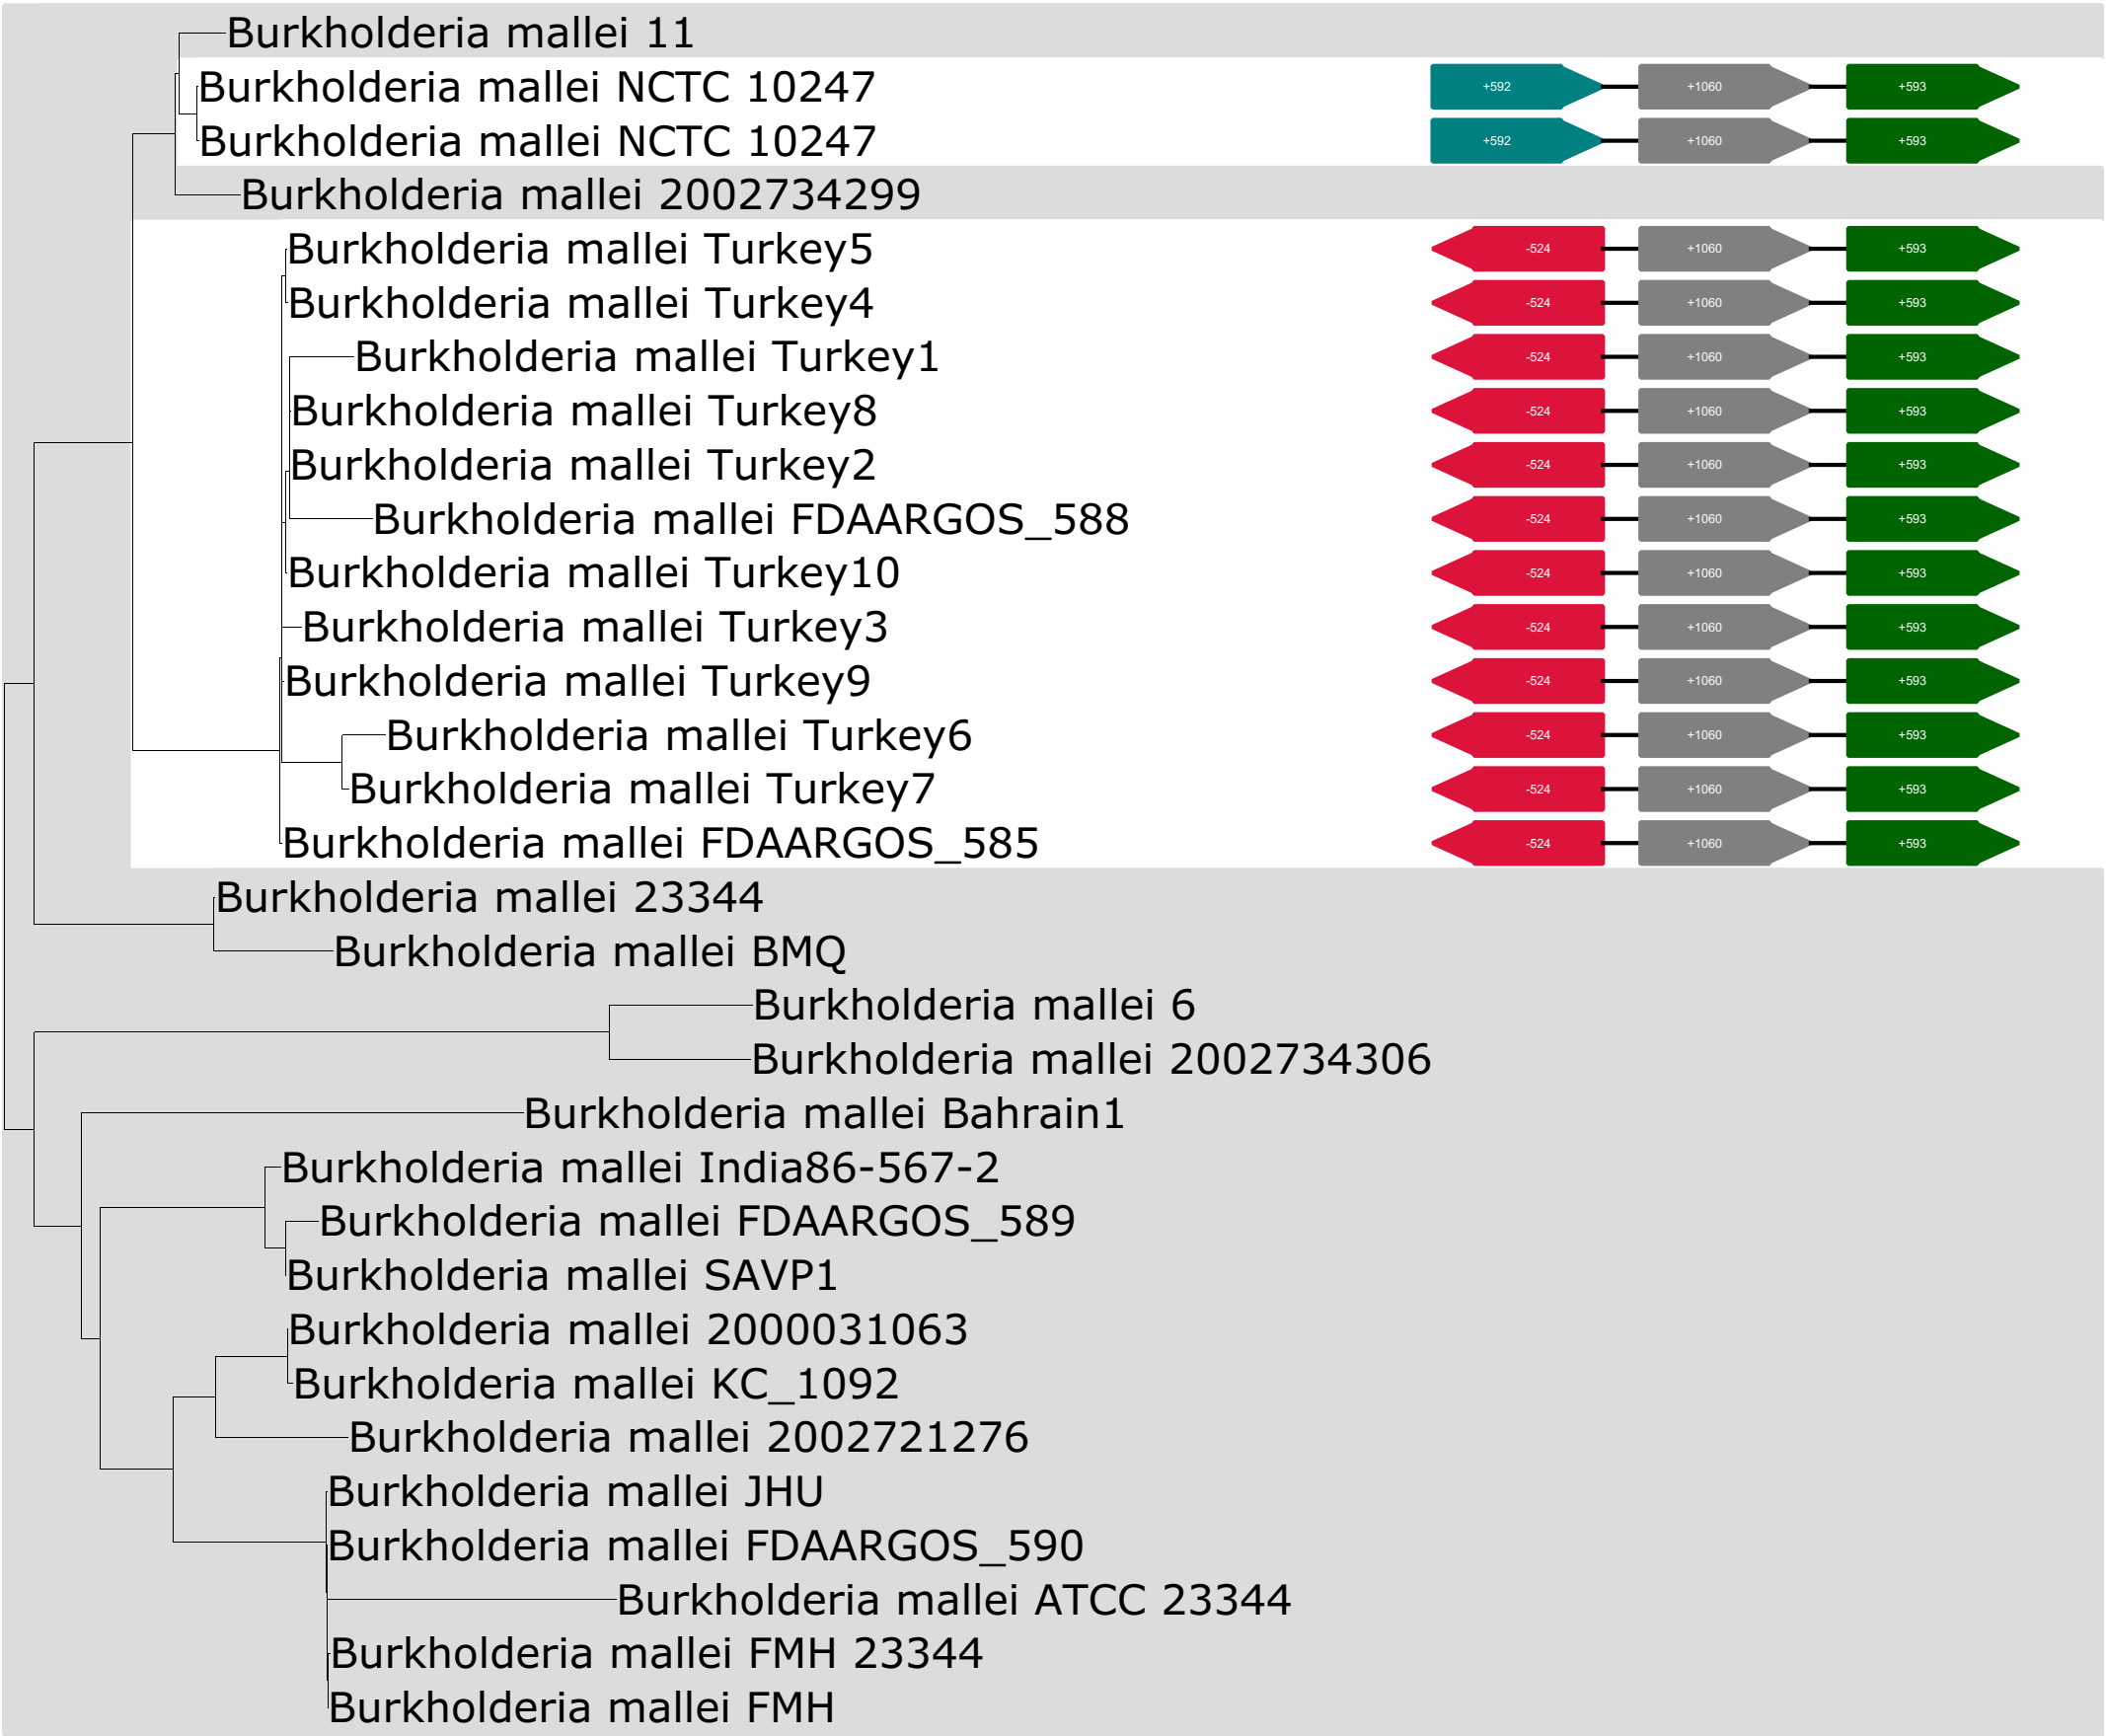 Burkholderia mallei 11
Burkholderia mallei NCTC 10247 +592 +1060 +593
Burkholderia mallei NCTC 10247 +592 +1060 +593
Burkholderia mallei 2002734299
Burkholderia mallei Turkey5 -524 +1060 +593
Burkholderia mallei Turkey4 -524 +1060 +593
Burkholderia mallei Turkey1 -524 +1060 +593
Burkholderia mallei Turkey8 -524 +1060 +593
Burkholderia mallei Turkey2 -524 +1060 +593
Burkholderia mallei FDAARGOS_588 -524 +1060 +593
Burkholderia mallei Turkey10 -524 +1060 +593
Burkholderia mallei Turkey3 -524 +1060 +593
Burkholderia mallei Turkey9 -524 +1060 +593
Burkholderia mallei Turkey6 -524 +1060 +593
Burkholderia mallei Turkey7 -524 +1060 +593
Burkholderia mallei FDAARGOS_585 -524 +1060 +593
Burkholderia mallei 23344
Burkholderia mallei BMQ
Burkholderia mallei 6
Burkholderia mallei 2002734306
Burkholderia mallei Bahrain1
Burkholderia mallei India86-567-2
Burkholderia mallei FDAARGOS_589
Burkholderia mallei SAVP1
Burkholderia mallei 2000031063
Burkholderia mallei KC_1092
Burkholderia mallei 2002721276
Burkholderia mallei JHU
Burkholderia mallei FDAARGOS_590
Burkholderia mallei ATCC 23344
Burkholderia mallei FMH 23344
Burkholderia mallei FMH